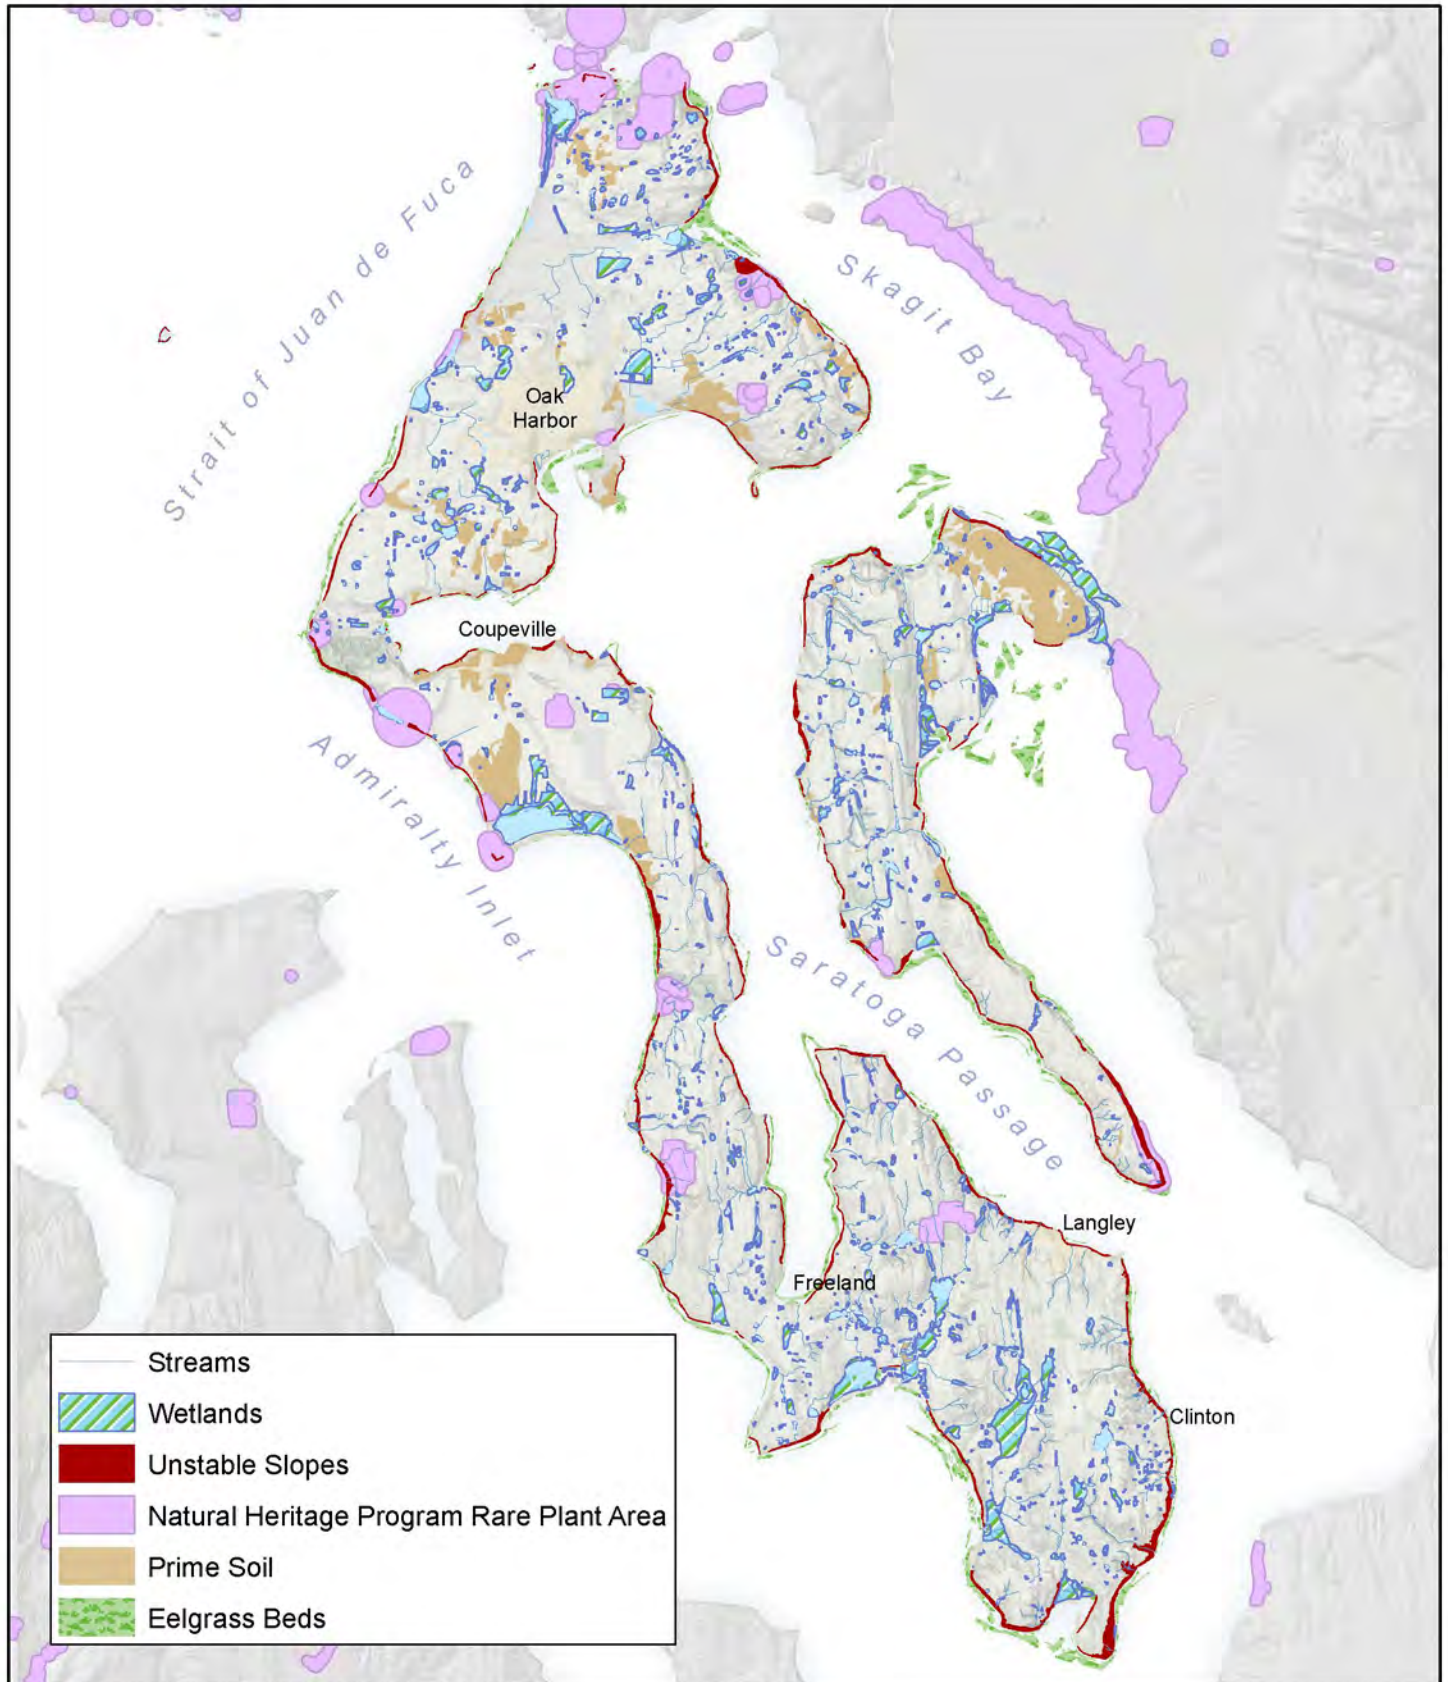 Strait of Juan de Fuca
Skagit Bay
Oak
Harbor
Coupeville
Admiralty Inlet
Saratoga Passage
Langley
Freeland
Clinton
Streams
Wetlands
Unstable Slopes
Natural Heritage Program Rare Plant Area
Prime Soil
Eelgrass Beds